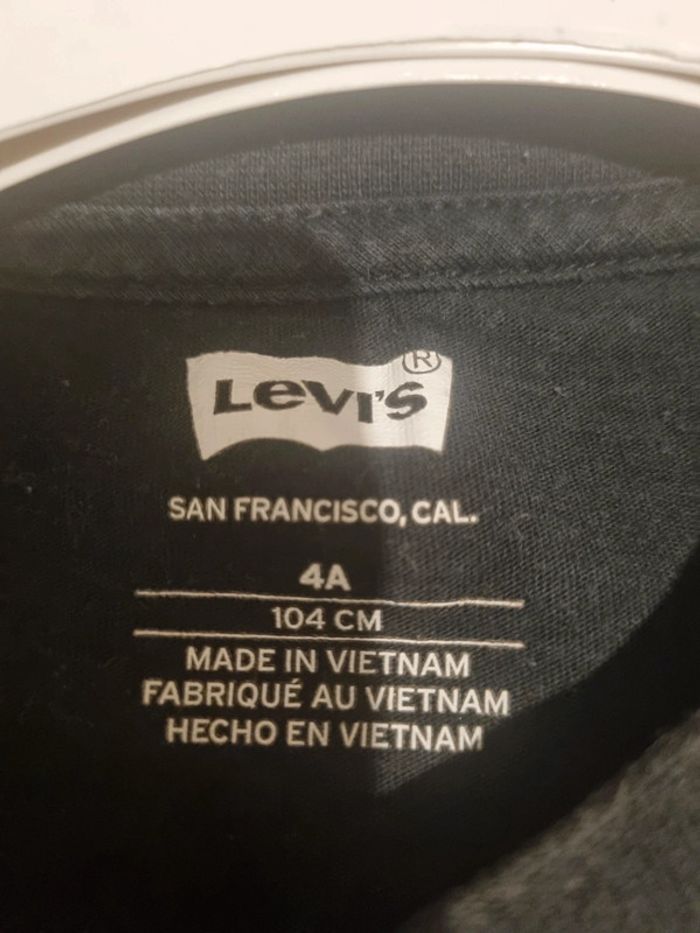 Levi's®
SAN FRANCISCO, CAL.
4A
104 CM
MADE IN VIETNAM
FABRIQUÉ AU VIETNAM
HECHO EN VIETNAM